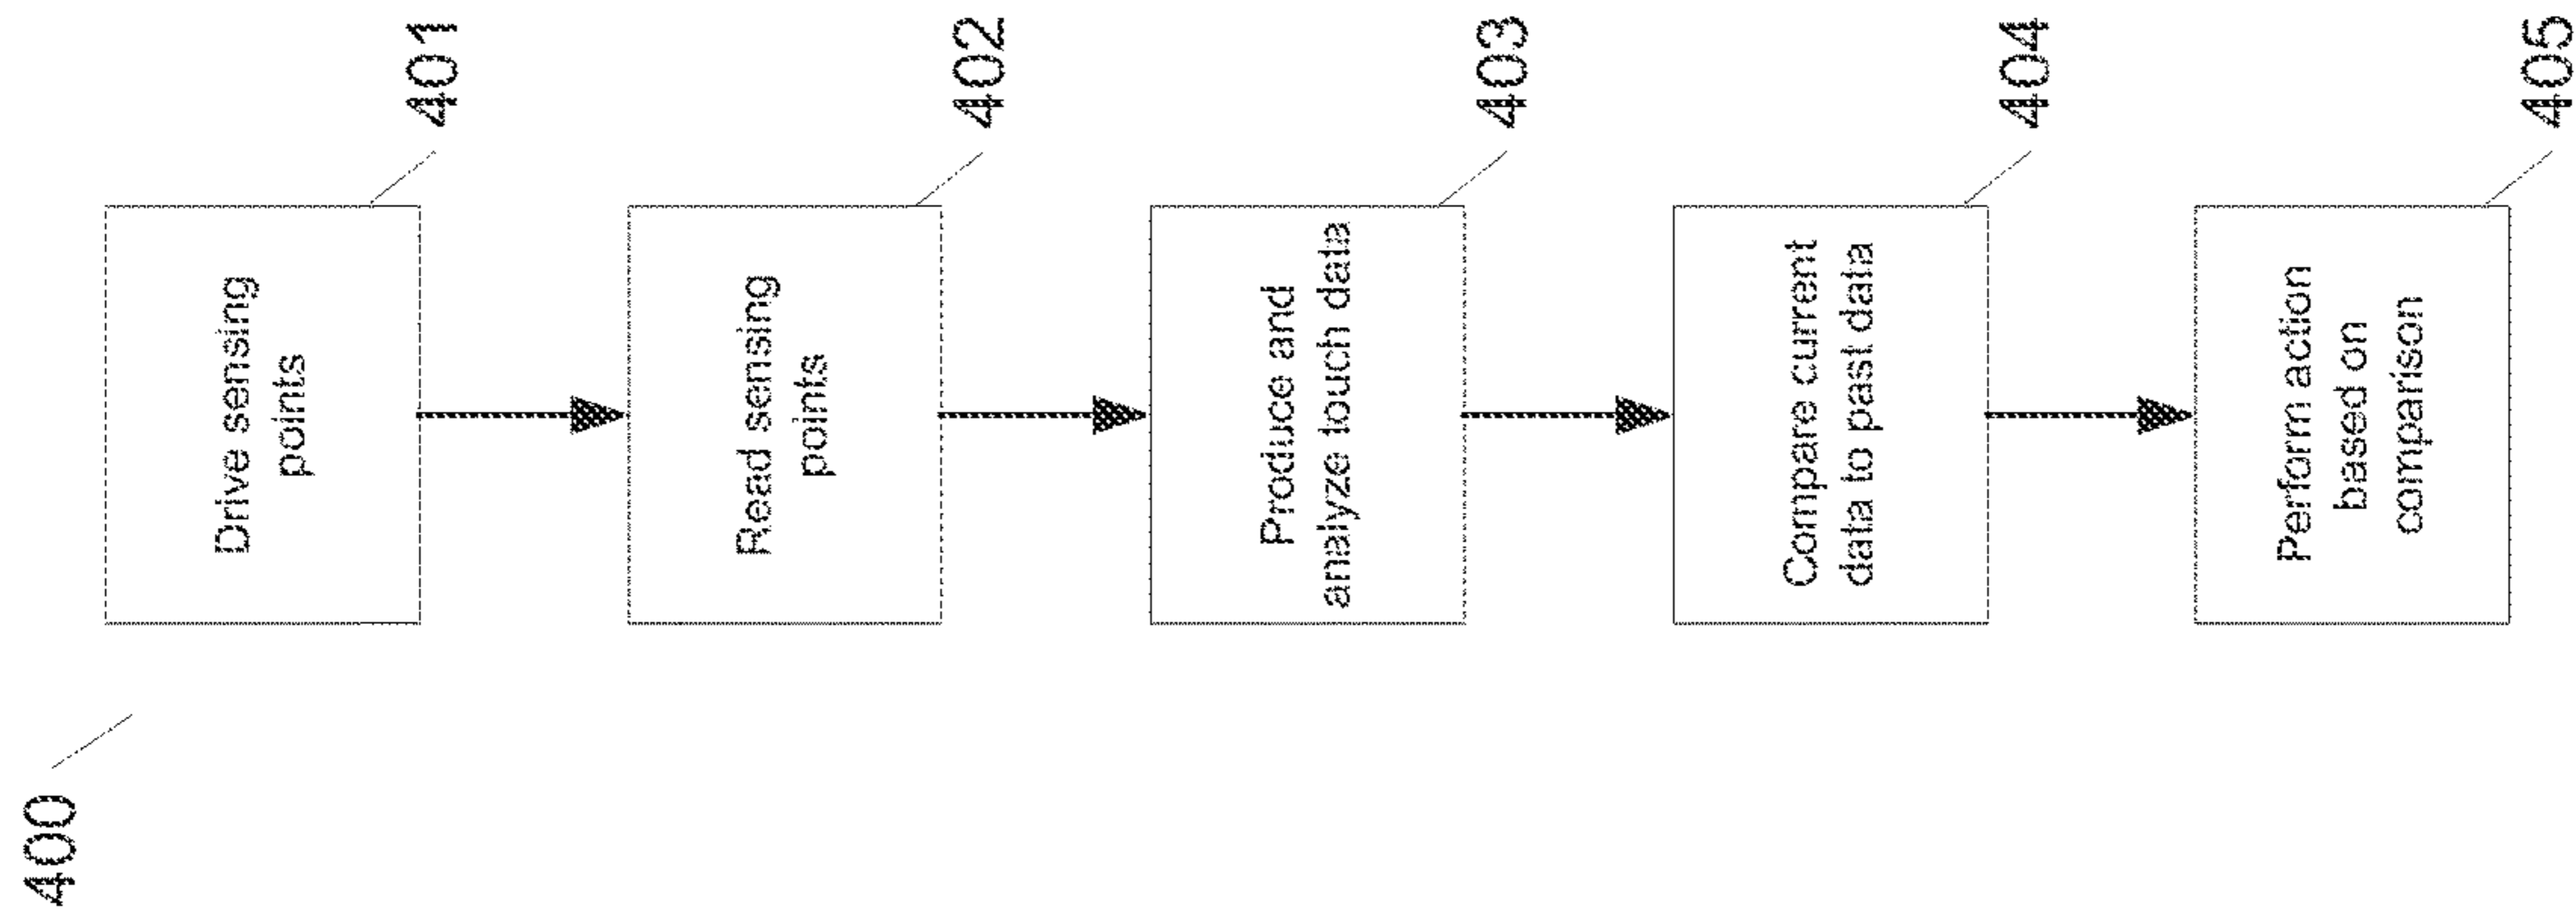 400
Drive sensing
points
401
Read sensing
points
402
Produce and
analyze touch data
403
Compare current
data to past data
404
Perform action
based on
comparison
405